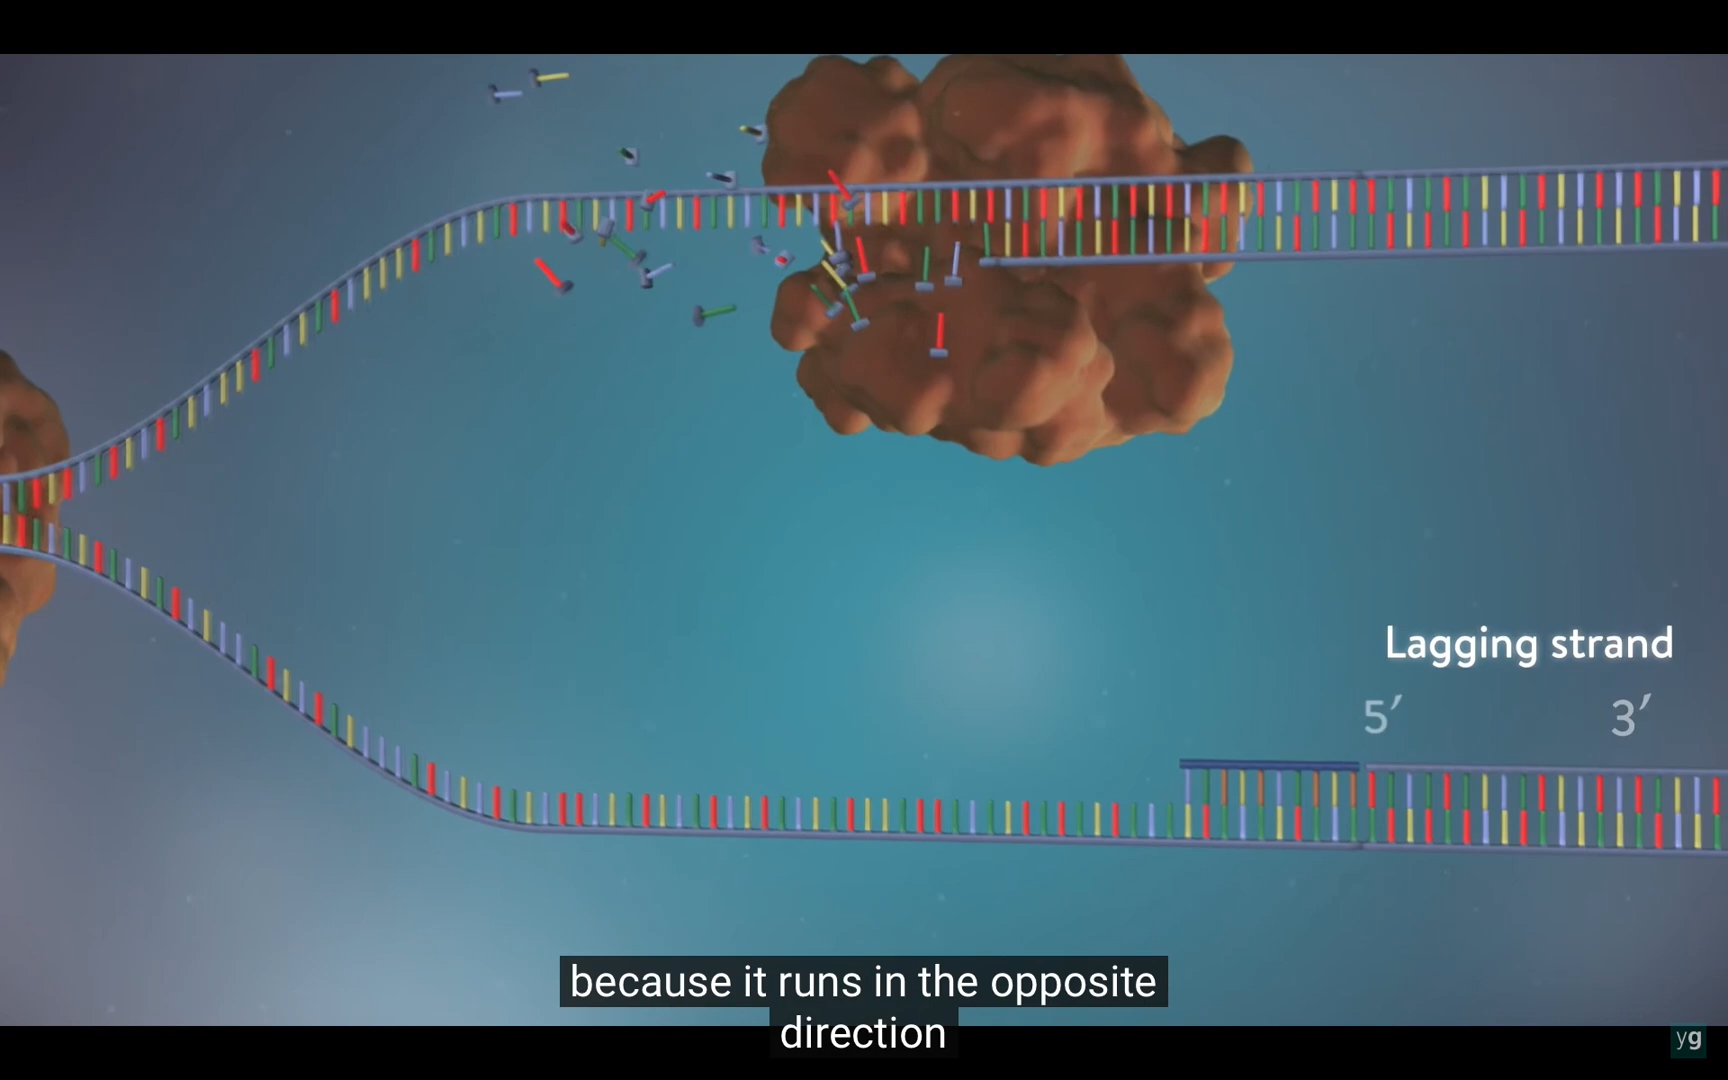 Lagging strand
5′ 3′
because it runs in the opposite
direction
yg